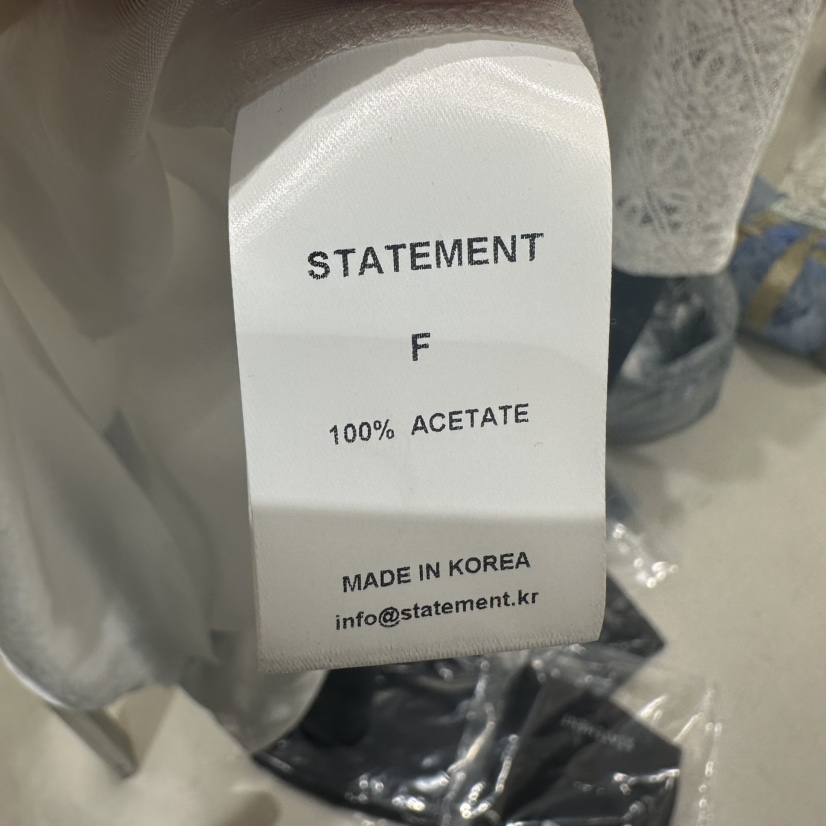 STATEMENT
F
100% ACETATE
MADE IN KOREA
info@statement.kr